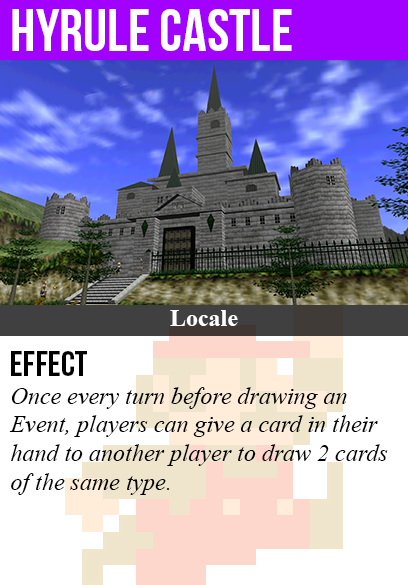 HYRULE CASTLE
Locale
EFFECT
Once every turn before drawing an
Event, players can give a card in their
hand to another player to draw 2 cards
of the same type.